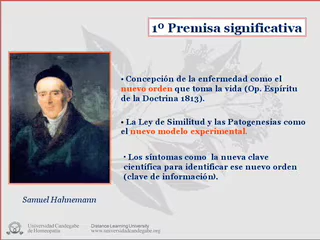 1º Premisa significativa
• Concepción de la enfermedad como el
nuevo orden que toma la vida (Op. Espíritu
de la Doctrina 1813).
• La Ley de Similitud y las Patogenesías como
el nuevo modelo experimental.
• Los síntomas como la nueva clave
científica para identificar ese nuevo orden
(clave de información).
Samuel Hahnemann
Universidad Candegabe
de Homeopatía
Distance Learning University
www.universidadcandegabe.org